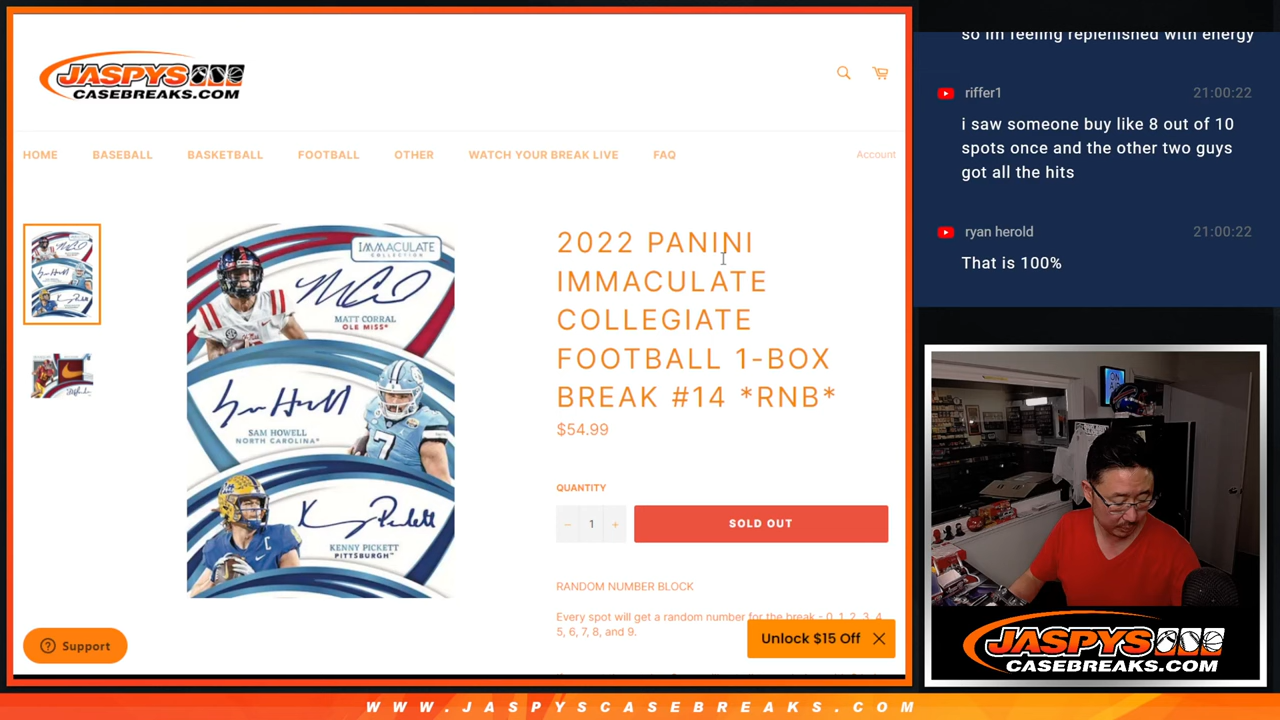 JASPYS
CASEBREAKS.COM
HOME
BASEBALL
BASKETBALL
FOOTBALL
OTHER
WATCH YOUR BREAK LIVE
FAQ
Account
IMMACULATE
COLLECTION
MATT CORRAL
OLE MISS*
SAM HOWELL
NORTH CAROLINA*
7
C
KENNY PICKETT
PITTSBURGH™
2022 PANINI
IMMACULATE
COLLEGIATE
FOOTBALL 1-BOX
BREAK #14 *RNB*
$54.99
QUANTITY
− 1 +
SOLD OUT
RANDOM NUMBER BLOCK
Every spot will get a random number for the break - 0, 1, 2, 3, 4,
5, 6, 7, 8, and 9.
Unlock $15 Off
Support
so im feeling replenished with energy
riffer1 21:00:22
i saw someone buy like 8 out of 10
spots once and the other two guys
got all the hits
ryan herold 21:00:22
That is 100%
ON
AIR
JASPYS
CASEBREAKS.COM
WWW.JASPYSCASEBREAKS.COM